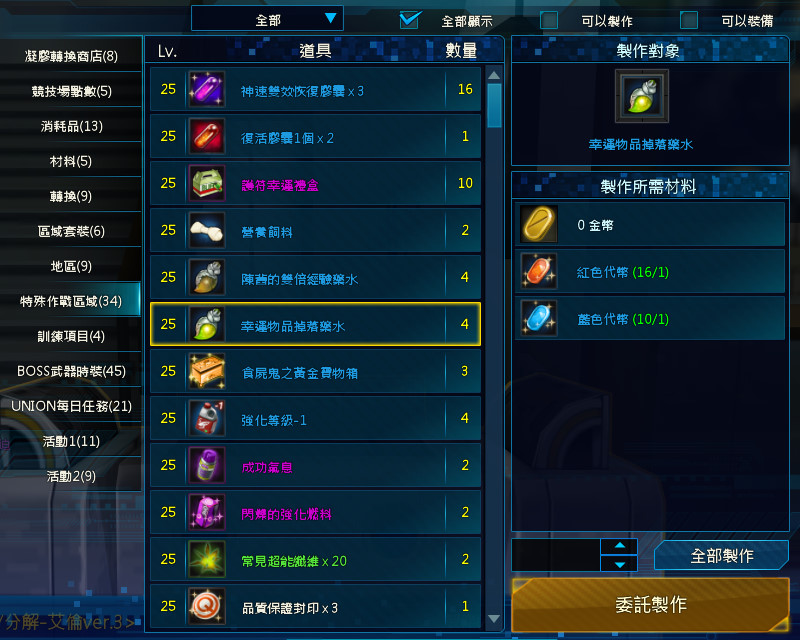 全部
全部顯示
可以製作
可以裝備
凝膠轉換商店(8)
競技場點數(5)
消耗品(13)
材料(5)
轉換(9)
區域套裝(6)
地區(9)
特殊作戰區域(34)
訓練項目(4)
BOSS武器時裝(45)
UNION每日任務(21)
活動1(11)
活動2(9)
Lv. 道具 數量
25 神速雙效恢復膠囊 x 3 16
25 復活膠囊1個 x 2 1
25 護符幸運禮盒 10
25 營養飼料 2
25 陳舊的雙倍經驗藥水 4
25 幸運物品掉落藥水 4
25 食屍鬼之黃金寶物箱 3
25 強化等級-1 4
25 成功氣息 2
25 閃爍的強化燃料 2
25 常見超能纖維 x 20 2
25 品質保證封印 x 3 1
製作對象
幸運物品掉落藥水
製作所需材料
0 金幣
紅色代幣 (16/1)
藍色代幣 (10/1)
全部製作
委託製作
/分解-艾倫ver.3>